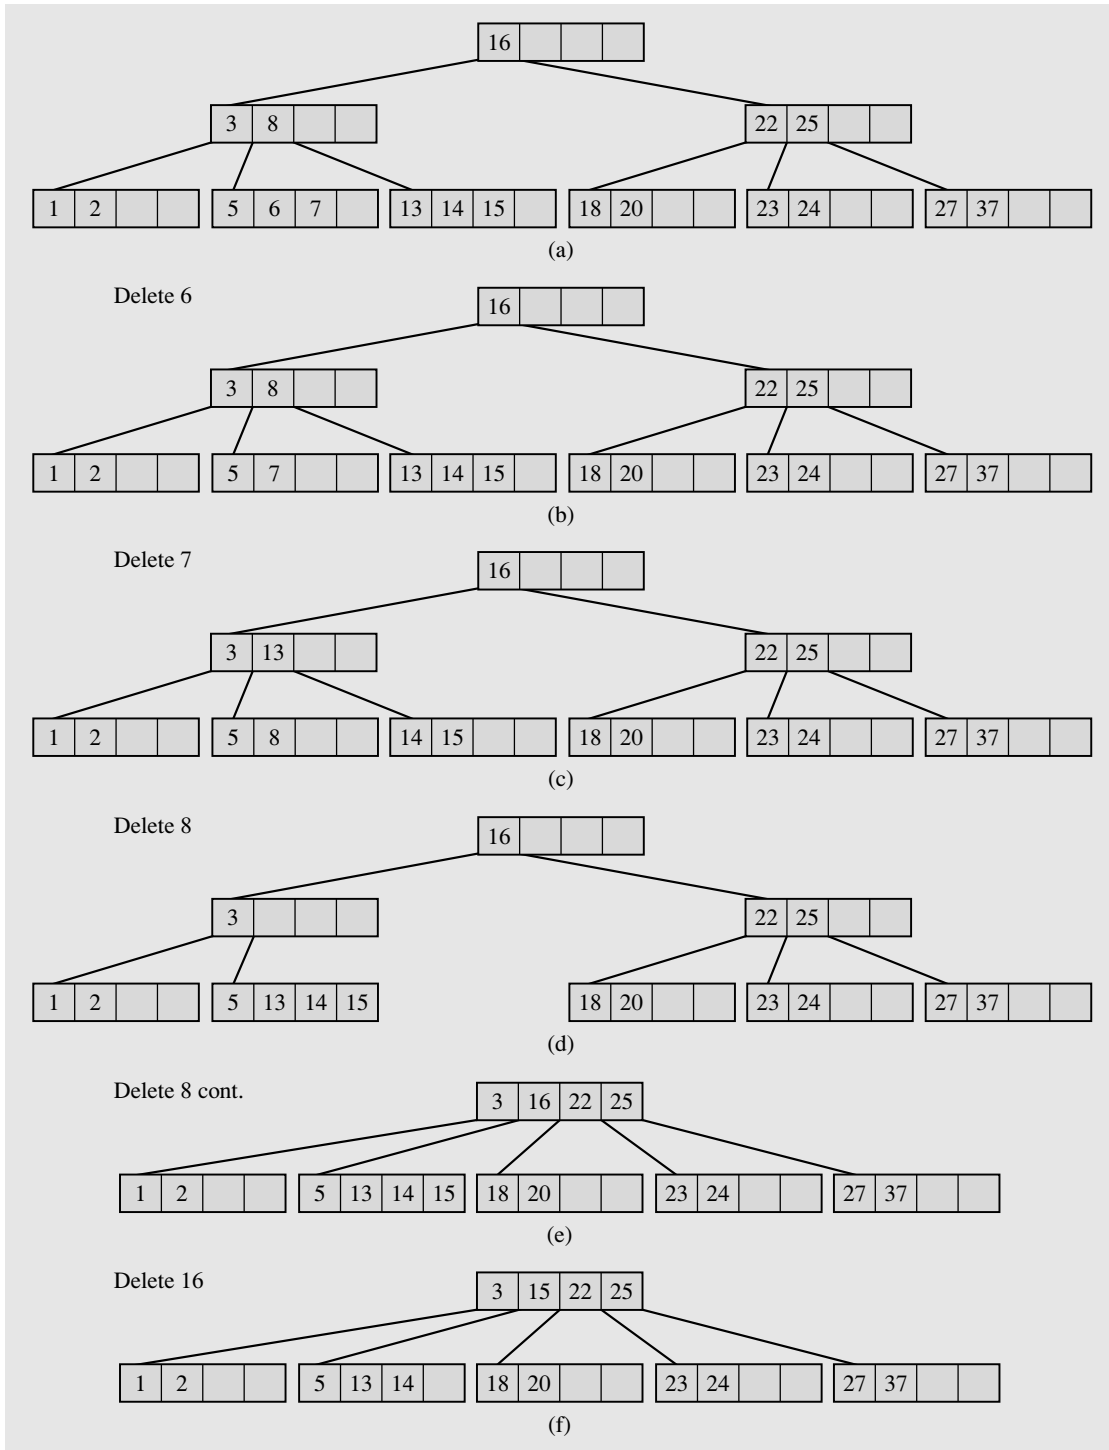 16
3 8 22 25
1 2 5 6 7 13 14 15 18 20 23 24 27 37
(a)
Delete 6
16
3 8 22 25
1 2 5 7 13 14 15 18 20 23 24 27 37
(b)
Delete 7
16
3 13 22 25
1 2 5 8 14 15 18 20 23 24 27 37
(c)
Delete 8
16
3 22 25
1 2 5 13 14 15 18 20 23 24 27 37
(d)
Delete 8 cont.
3 16 22 25
1 2 5 13 14 15 18 20 23 24 27 37
(e)
Delete 16
3 15 22 25
1 2 5 13 14 18 20 23 24 27 37
(f)